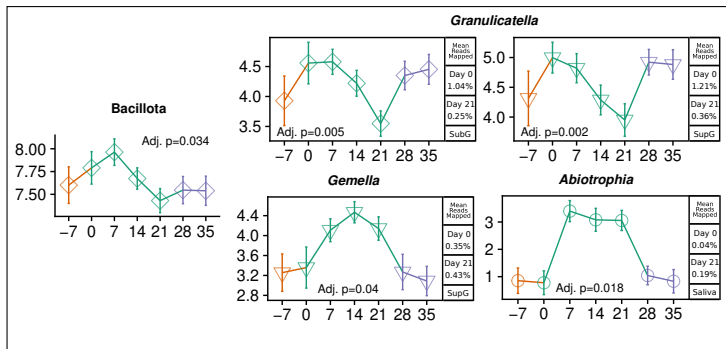 Granulicatella
4.5
4.0
3.5
Adj. p=0.005
−7 0 7 14 21 28 35
Mean
Reads
Mapped
Day 0
1.04%
Day 21
0.25%
SubG
5.0
4.5
4.0
Adj. p=0.002
−7 0 7 14 21 28 35
Mean
Reads
Mapped
Day 0
1.21%
Day 21
0.36%
SupG
Bacillota
Adj. p=0.034
8.00
7.75
7.50
−7 0 7 14 21 28 35
Gemella
4.4
4.0
3.6
3.2
2.8
Adj. p=0.04
−7 0 7 14 21 28 35
Mean
Reads
Mapped
Day 0
0.35%
Day 21
0.43%
SupG
Abiotrophia
3
2
1
Adj. p=0.018
−7 0 7 14 21 28 35
Mean
Reads
Mapped
Day 0
0.04%
Day 21
0.19%
Saliva